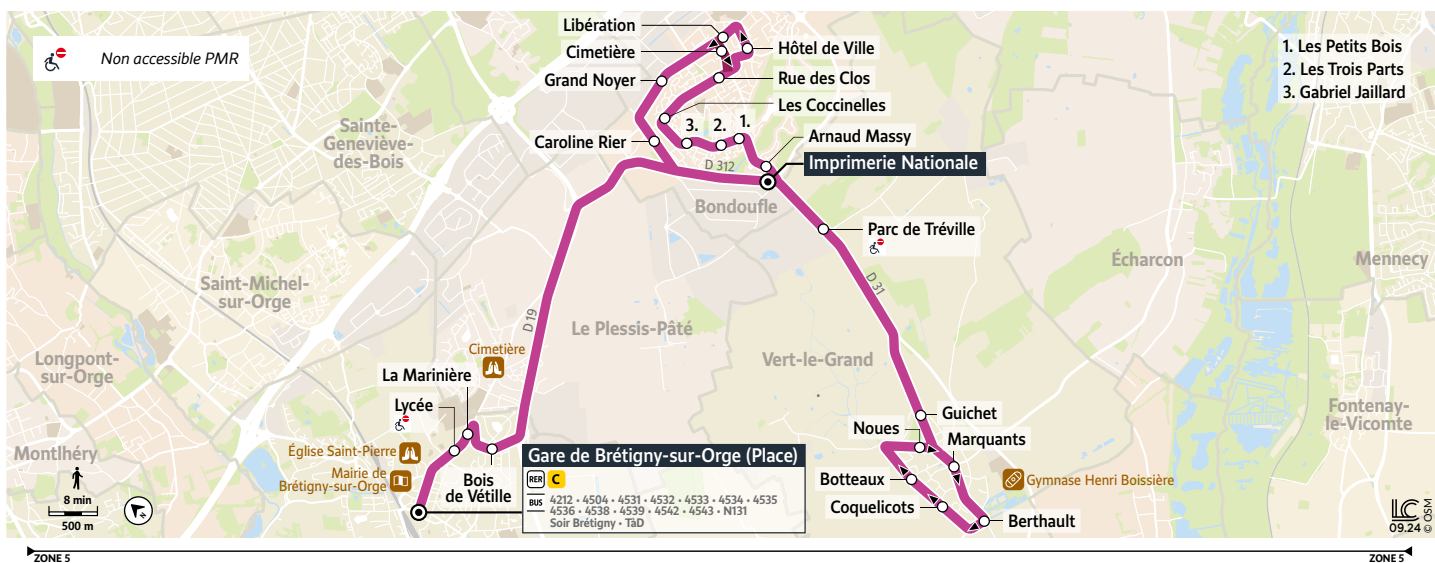 Non accessible PMR
Libération
Cimetière
Grand Noyer
Caroline Rier
Hôtel de Ville
Rue des Clos
Les Coccinelles
3.
2.
1.
Arnaud Massy
Imprimerie Nationale
D 312
1. Les Petits Bois
2. Les Trois Parts
3. Gabriel Jaillard
Sainte-
Geneviève-
des-Bois
Bondoufle
Parc de Tréville
D 31
Écharcon
Mennecy
Saint-Michel-
sur-Orge
Le Plessis-Pâté
D 19
Vert-le-Grand
Longpont-
sur-Orge
Cimetière
La Marinière
Lycée
Église Saint-Pierre
Mairie de
Brétigny-sur-Orge
Montlhéry
Bois
de Vétille
Gare de Brétigny-sur-Orge (Place)
RER C
BUS 4212 • 4504 • 4531 • 4532 • 4533 • 4534 • 4535
4536 • 4538 • 4539 • 4542 • 4543 • N131
Soir Brétigny • TàD
Guichet
Noues
Marquants
Botteaux
Coquelicots
Gymnase Henri Boissière
Berthault
Fontenay-
le-Vicomte
8 min
500 m
LC
09.24 © OSM
ZONE 5
ZONE 5